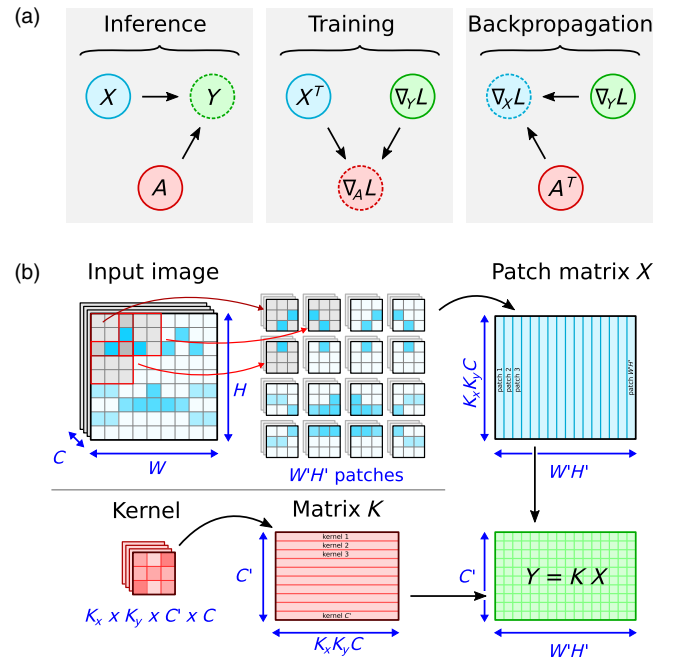 (a)
Inference
Training
Backpropagation
X
Y
A
X^T
∇_Y L
∇_A L
∇_X L
∇_Y L
A^T
(b)
Input image
Patch matrix X
H
C
W
W'H' patches
K_x K_y C
patch 1
patch 2
patch 3
patch W'H'
W'H'
Kernel
Matrix K
K_x x K_y x C' x C
C'
kernel 1
kernel 2
kernel 3
kernel C'
K_x K_y C
C'
Y = K X
W'H'